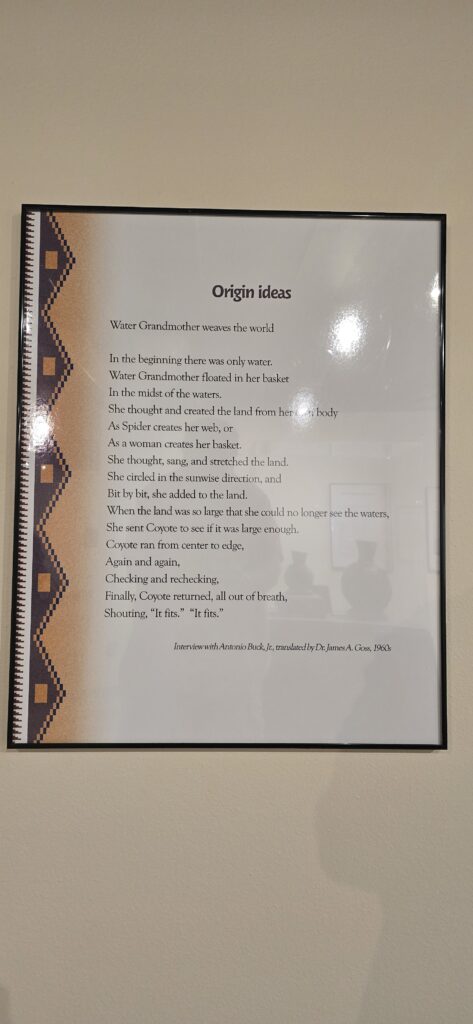 Origin ideas
Water Grandmother weaves the world
In the beginning there was only water.
Water Grandmother floated in her basket
In the midst of the waters.
She thought and created the land from her own body
As Spider creates her web, or
As a woman creates her basket.
She thought, sang, and stretched the land.
She circled in the sunwise direction, and
Bit by bit, she added to the land.
When the land was so large that she could no longer see the waters,
She sent Coyote to see if it was large enough.
Coyote ran from center to edge,
Again and again,
Checking and rechecking,
Finally, Coyote returned, all out of breath,
Shouting, “It fits.” “It fits.”
Interview with Antonio Buck, Jr., translated by Dr. James A. Goss, 1960s